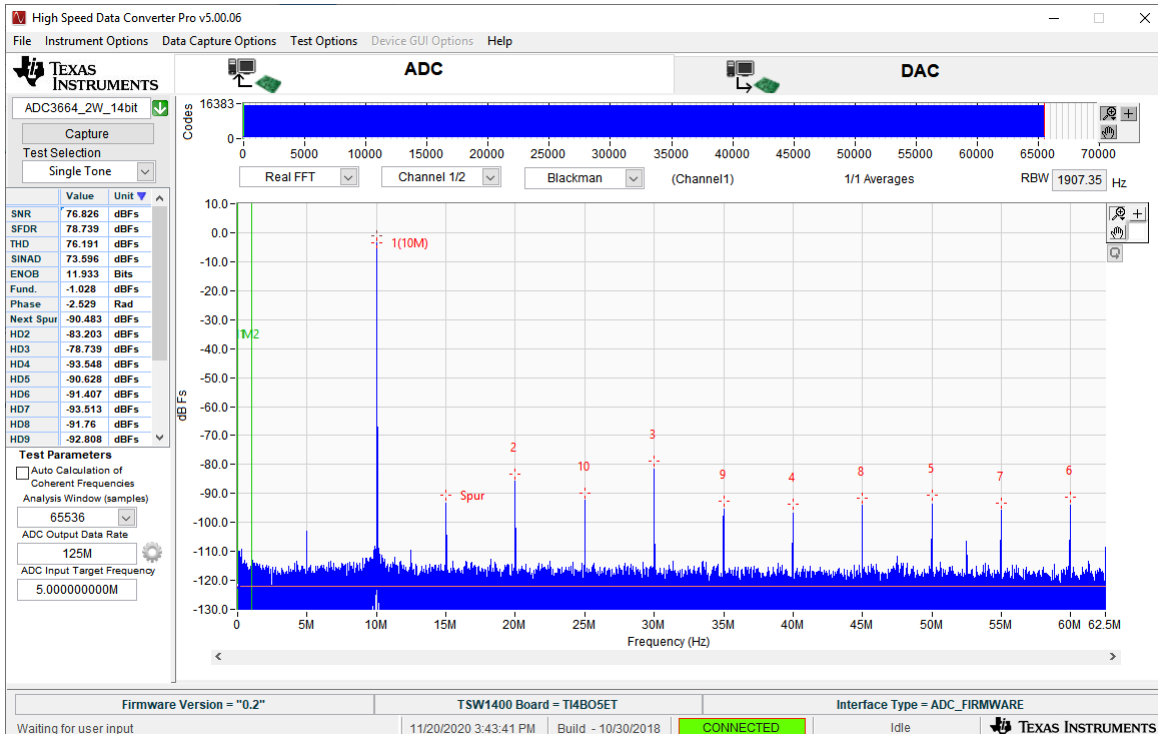 High Speed Data Converter Pro v5.00.06
File Instrument Options Data Capture Options Test Options Device GUI Options Help
TEXAS INSTRUMENTS
ADC
DAC
ADC3664_2W_14bit
Capture
Test Selection
Single Tone
Value Unit
SNR 76.826 dBFs
SFDR 78.739 dBFs
THD 76.191 dBFs
SINAD 73.596 dBFs
ENOB 11.933 Bits
Fund. -1.028 dBFs
Phase -2.529 Rad
Next Spur -90.483 dBFs
HD2 -83.203 dBFs
HD3 -78.739 dBFs
HD4 -93.548 dBFs
HD5 -90.628 dBFs
HD6 -91.407 dBFs
HD7 -93.513 dBFs
HD8 -91.76 dBFs
HD9 -92.808 dBFs
Test Parameters
Auto Calculation of
Coherent Frequencies
Analysis Window (samples)
65536
ADC Output Data Rate
125M
ADC Input Target Frequency
5.000000000M
Codes
16383
0
0 5000 10000 15000 20000 25000 30000 35000 40000 45000 50000 55000 60000 65000 70000
Real FFT Channel 1/2 Blackman (Channel1) 1/1 Averages RBW 1907.35 Hz
dB Fs
10.0
0.0
-10.0
-20.0
-30.0
-40.0
-50.0
-60.0
-70.0
-80.0
-90.0
-100.0
-110.0
-120.0
-130.0
1(10M)
Spur
2
10
3
9
4
8
5
7
6
0 5M 10M 15M 20M 25M 30M 35M 40M 45M 50M 55M 60M 62.5M
Frequency (Hz)
Firmware Version = "0.2" TSW1400 Board = TI4BO5ET Interface Type = ADC_FIRMWARE
Waiting for user input 11/20/2020 3:43:41 PM Build - 10/30/2018 CONNECTED Idle TEXAS INSTRUMENTS